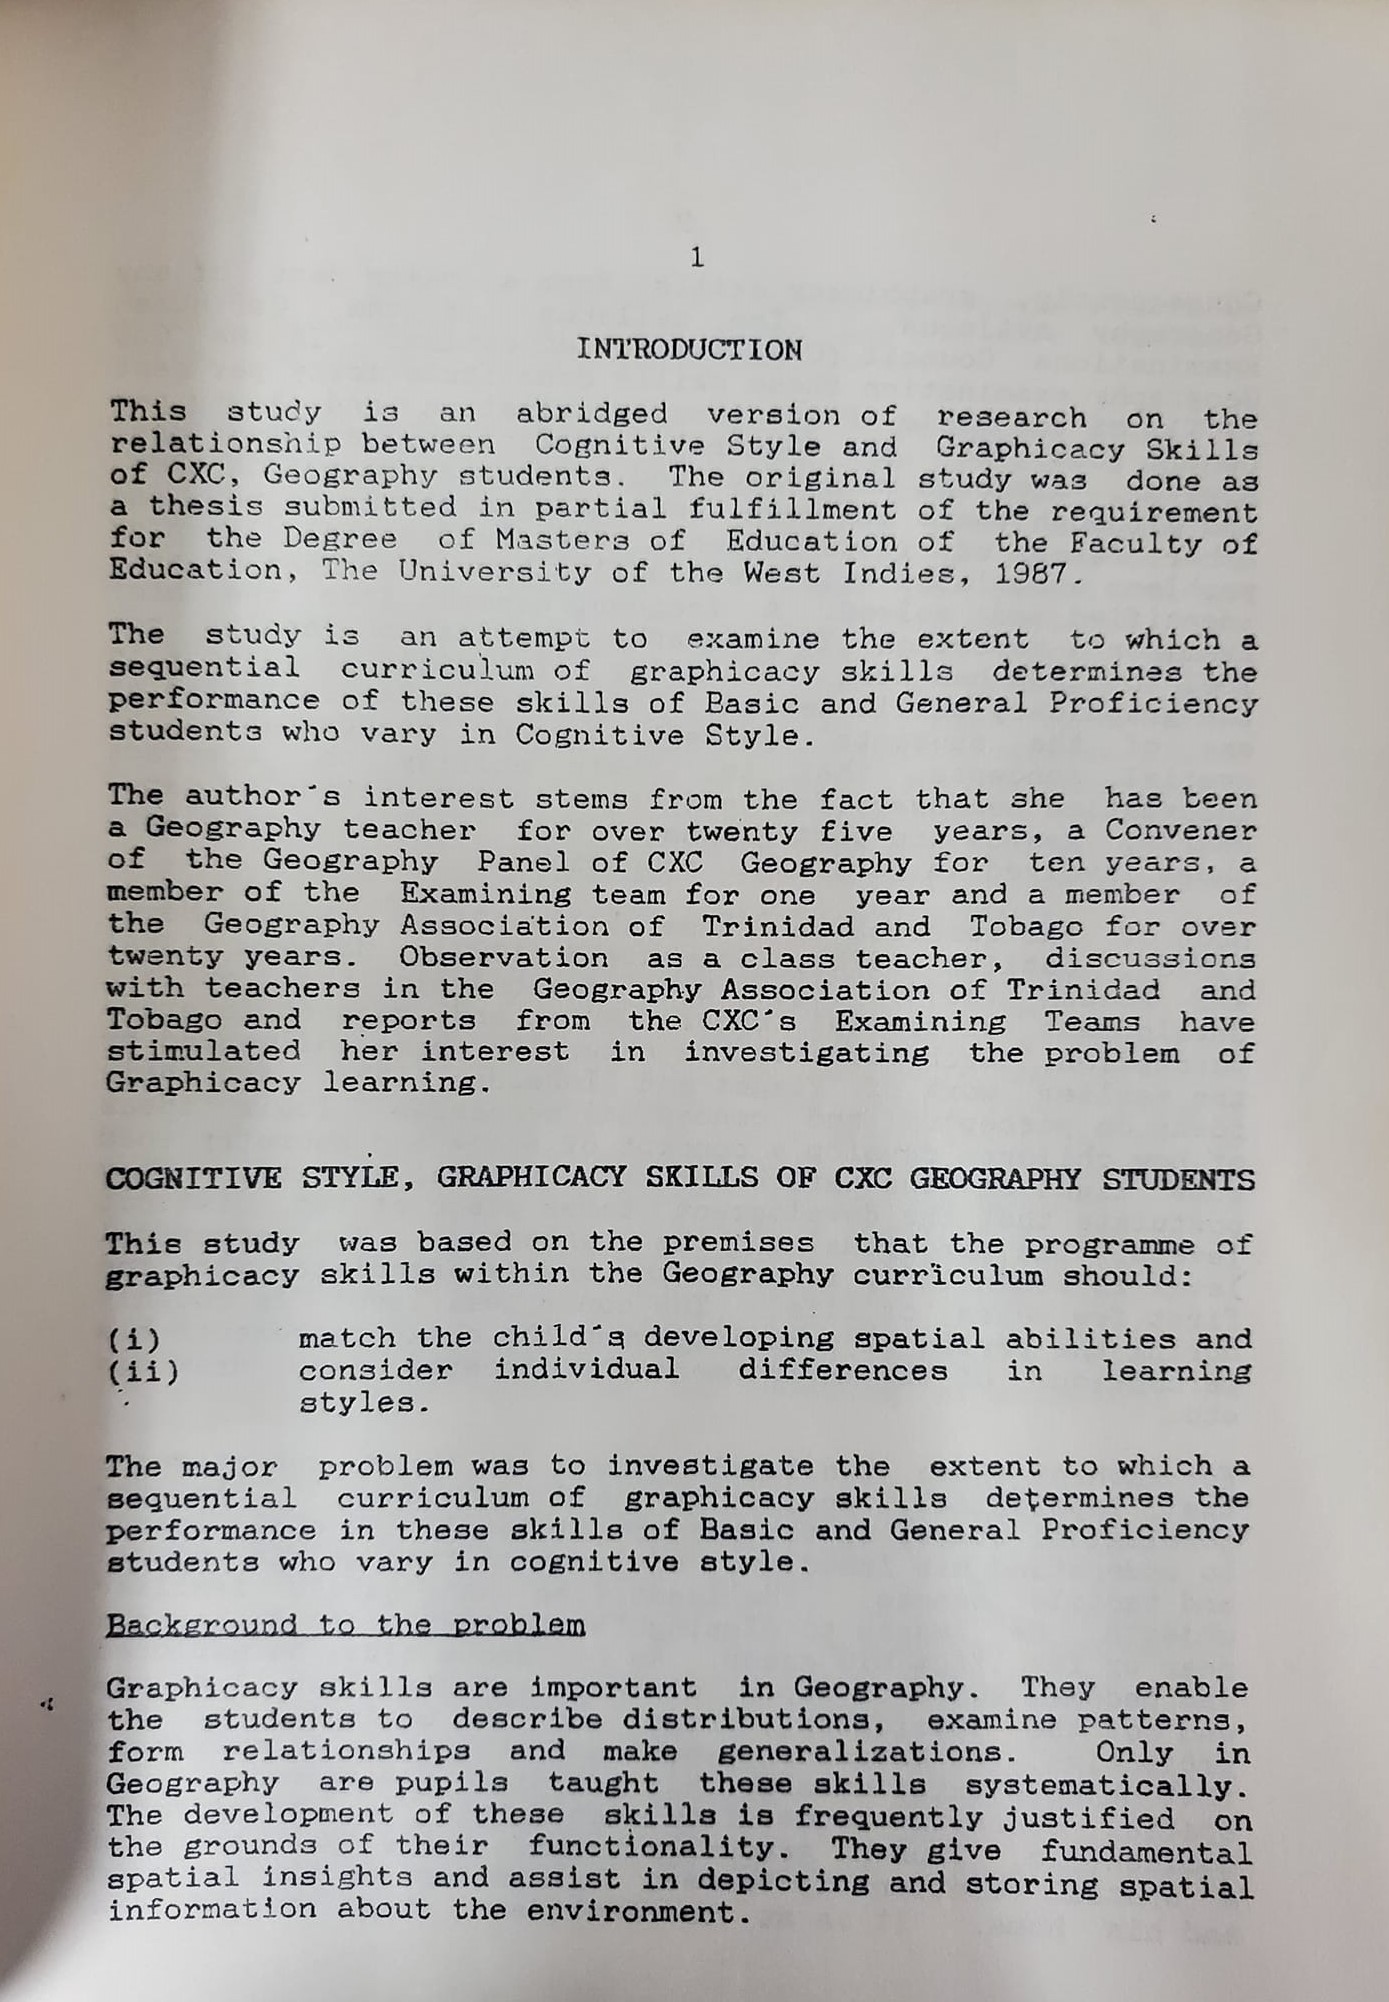 1
INTRODUCTION
This study is an abridged version of research on the
relationship between Cognitive Style and Graphicacy Skills
of CXC, Geography students. The original study was done as
a thesis submitted in partial fulfillment of the requirement
for the Degree of Masters of Education of the Faculty of
Education, The University of the West Indies, 1987.
The study is an attempt to examine the extent to which a
sequential curriculum of graphicacy skills determines the
performance of these skills of Basic and General Proficiency
students who vary in Cognitive Style.
The author's interest stems from the fact that she has been
a Geography teacher for over twenty five years, a Convener
of the Geography Panel of CXC Geography for ten years, a
member of the Examining team for one year and a member of
the Geography Association of Trinidad and Tobago for over
twenty years. Observation as a class teacher, discussions
with teachers in the Geography Association of Trinidad and
Tobago and reports from the CXC's Examining Teams have
stimulated her interest in investigating the problem of
Graphicacy learning.
COGNITIVE STYLE, GRAPHICACY SKILLS OF CXC GEOGRAPHY STUDENTS
This study was based on the premises that the programme of
graphicacy skills within the Geography curriculum should:
(i) match the child's developing spatial abilities and
(ii) consider individual differences in learning
styles.
The major problem was to investigate the extent to which a
sequential curriculum of graphicacy skills determines the
performance in these skills of Basic and General Proficiency
students who vary in cognitive style.
Background to the problem
Graphicacy skills are important in Geography. They enable
the students to describe distributions, examine patterns,
form relationships and make generalizations. Only in
Geography are pupils taught these skills systematically.
The development of these skills is frequently justified on
the grounds of their functionality. They give fundamental
spatial insights and assist in depicting and storing spatial
information about the environment.